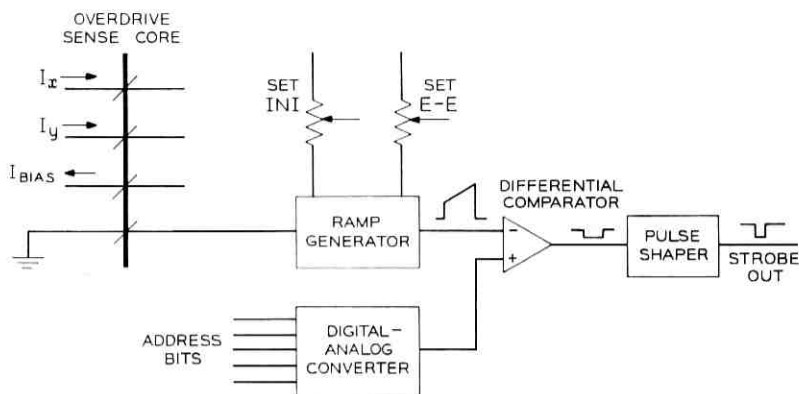 OVERDRIVE
SENSE CORE
Ix
Iy
IBIAS
SET
INI
SET
E-E
RAMP
GENERATOR
DIFFERENTIAL
COMPARATOR
-
+
PULSE
SHAPER
STROBE
OUT
ADDRESS
BITS
DIGITAL-
ANALOG
CONVERTER